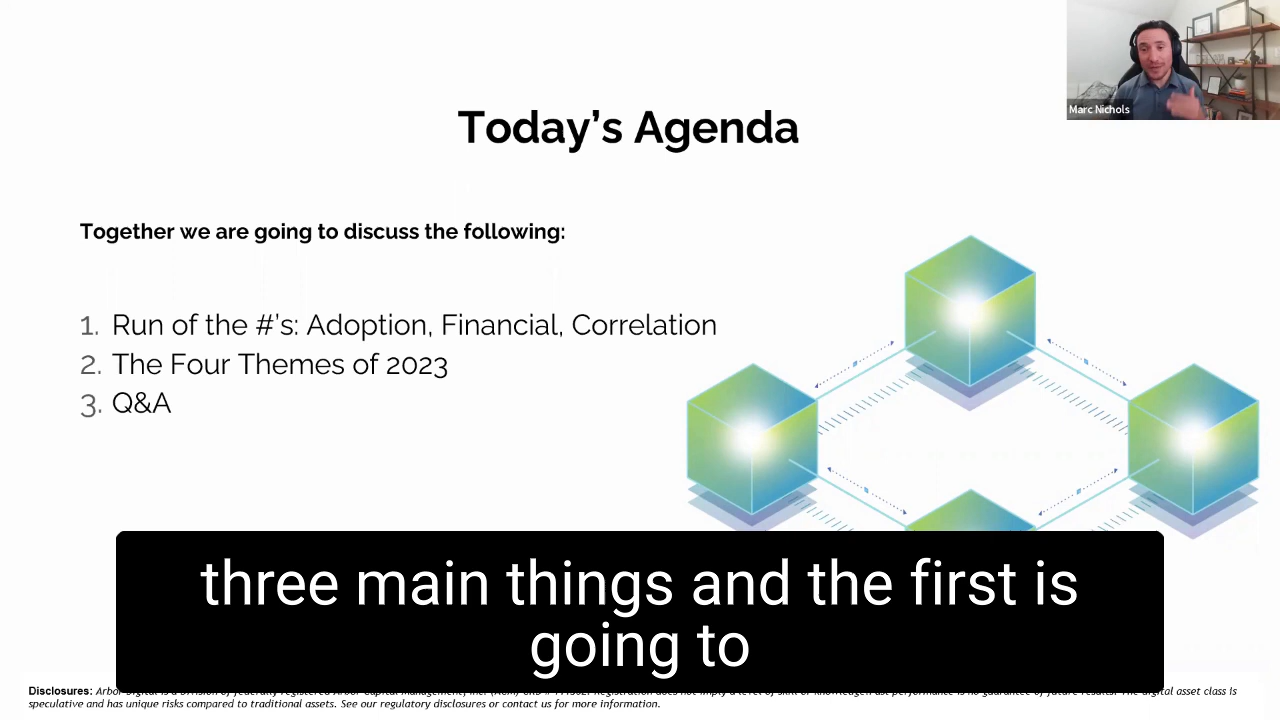 Marc Nichols
Today's Agenda
Together we are going to discuss the following:
1. Run of the #'s: Adoption, Financial, Correlation
2. The Four Themes of 2023
3. Q&A
three main things and the first is
going to
Disclosures: Arbor asset class is
speculative and has unique risks compared to traditional assets. See our regulatory disclosures or contact us for more information.